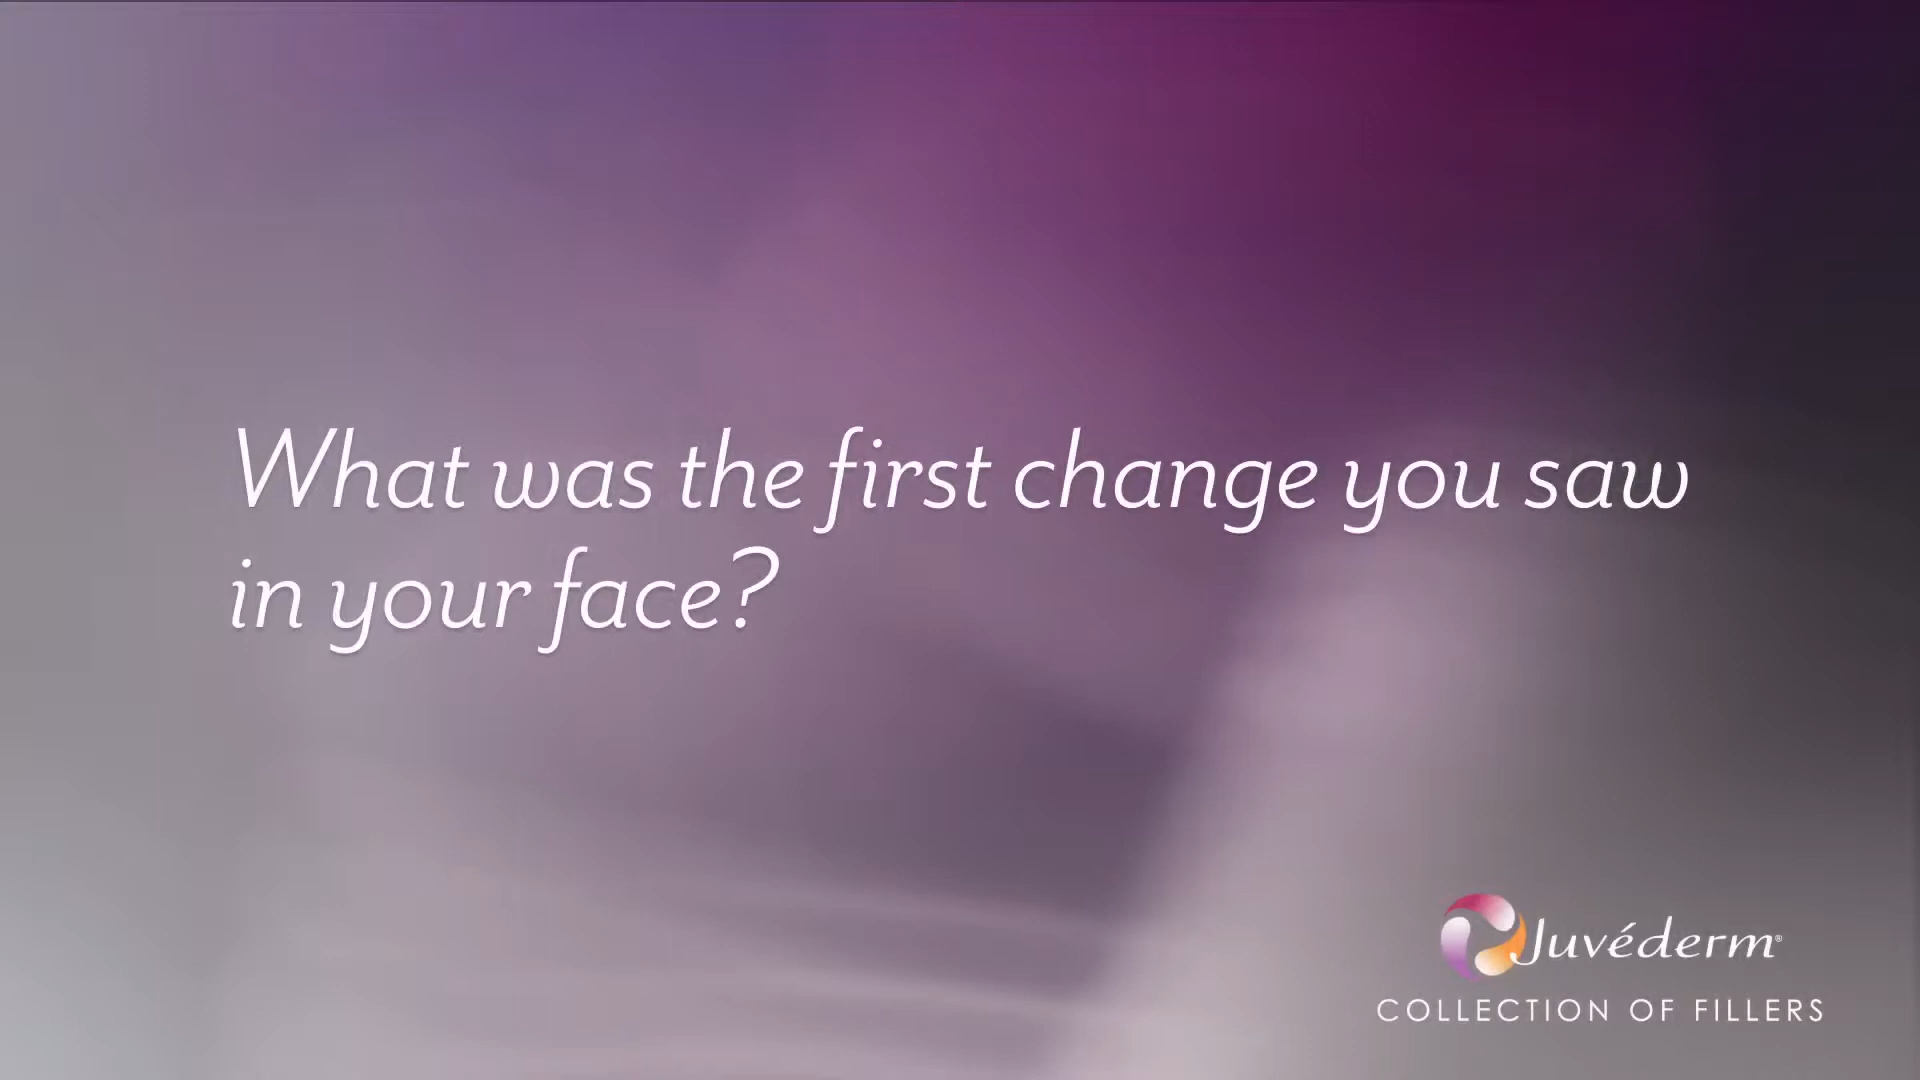 What was the first change you saw
in your face?
Juvéderm®
COLLECTION OF FILLERS